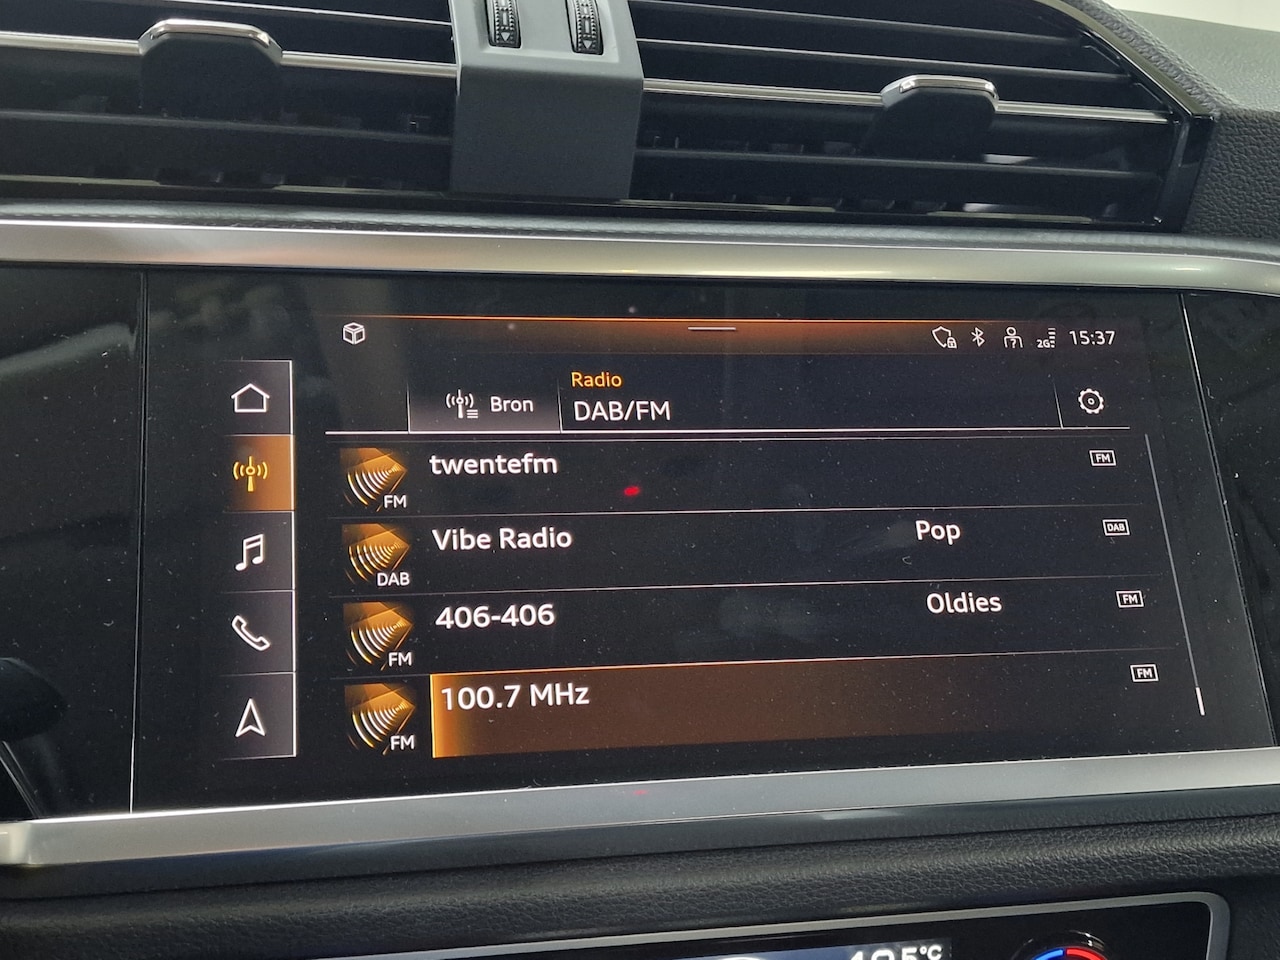 2G 15:37
Bron
Radio
DAB/FM
FM
twentefm
FM
DAB
Vibe Radio
Pop
DAB
FM
406-406
Oldies
FM
FM
100.7 MHz
FM